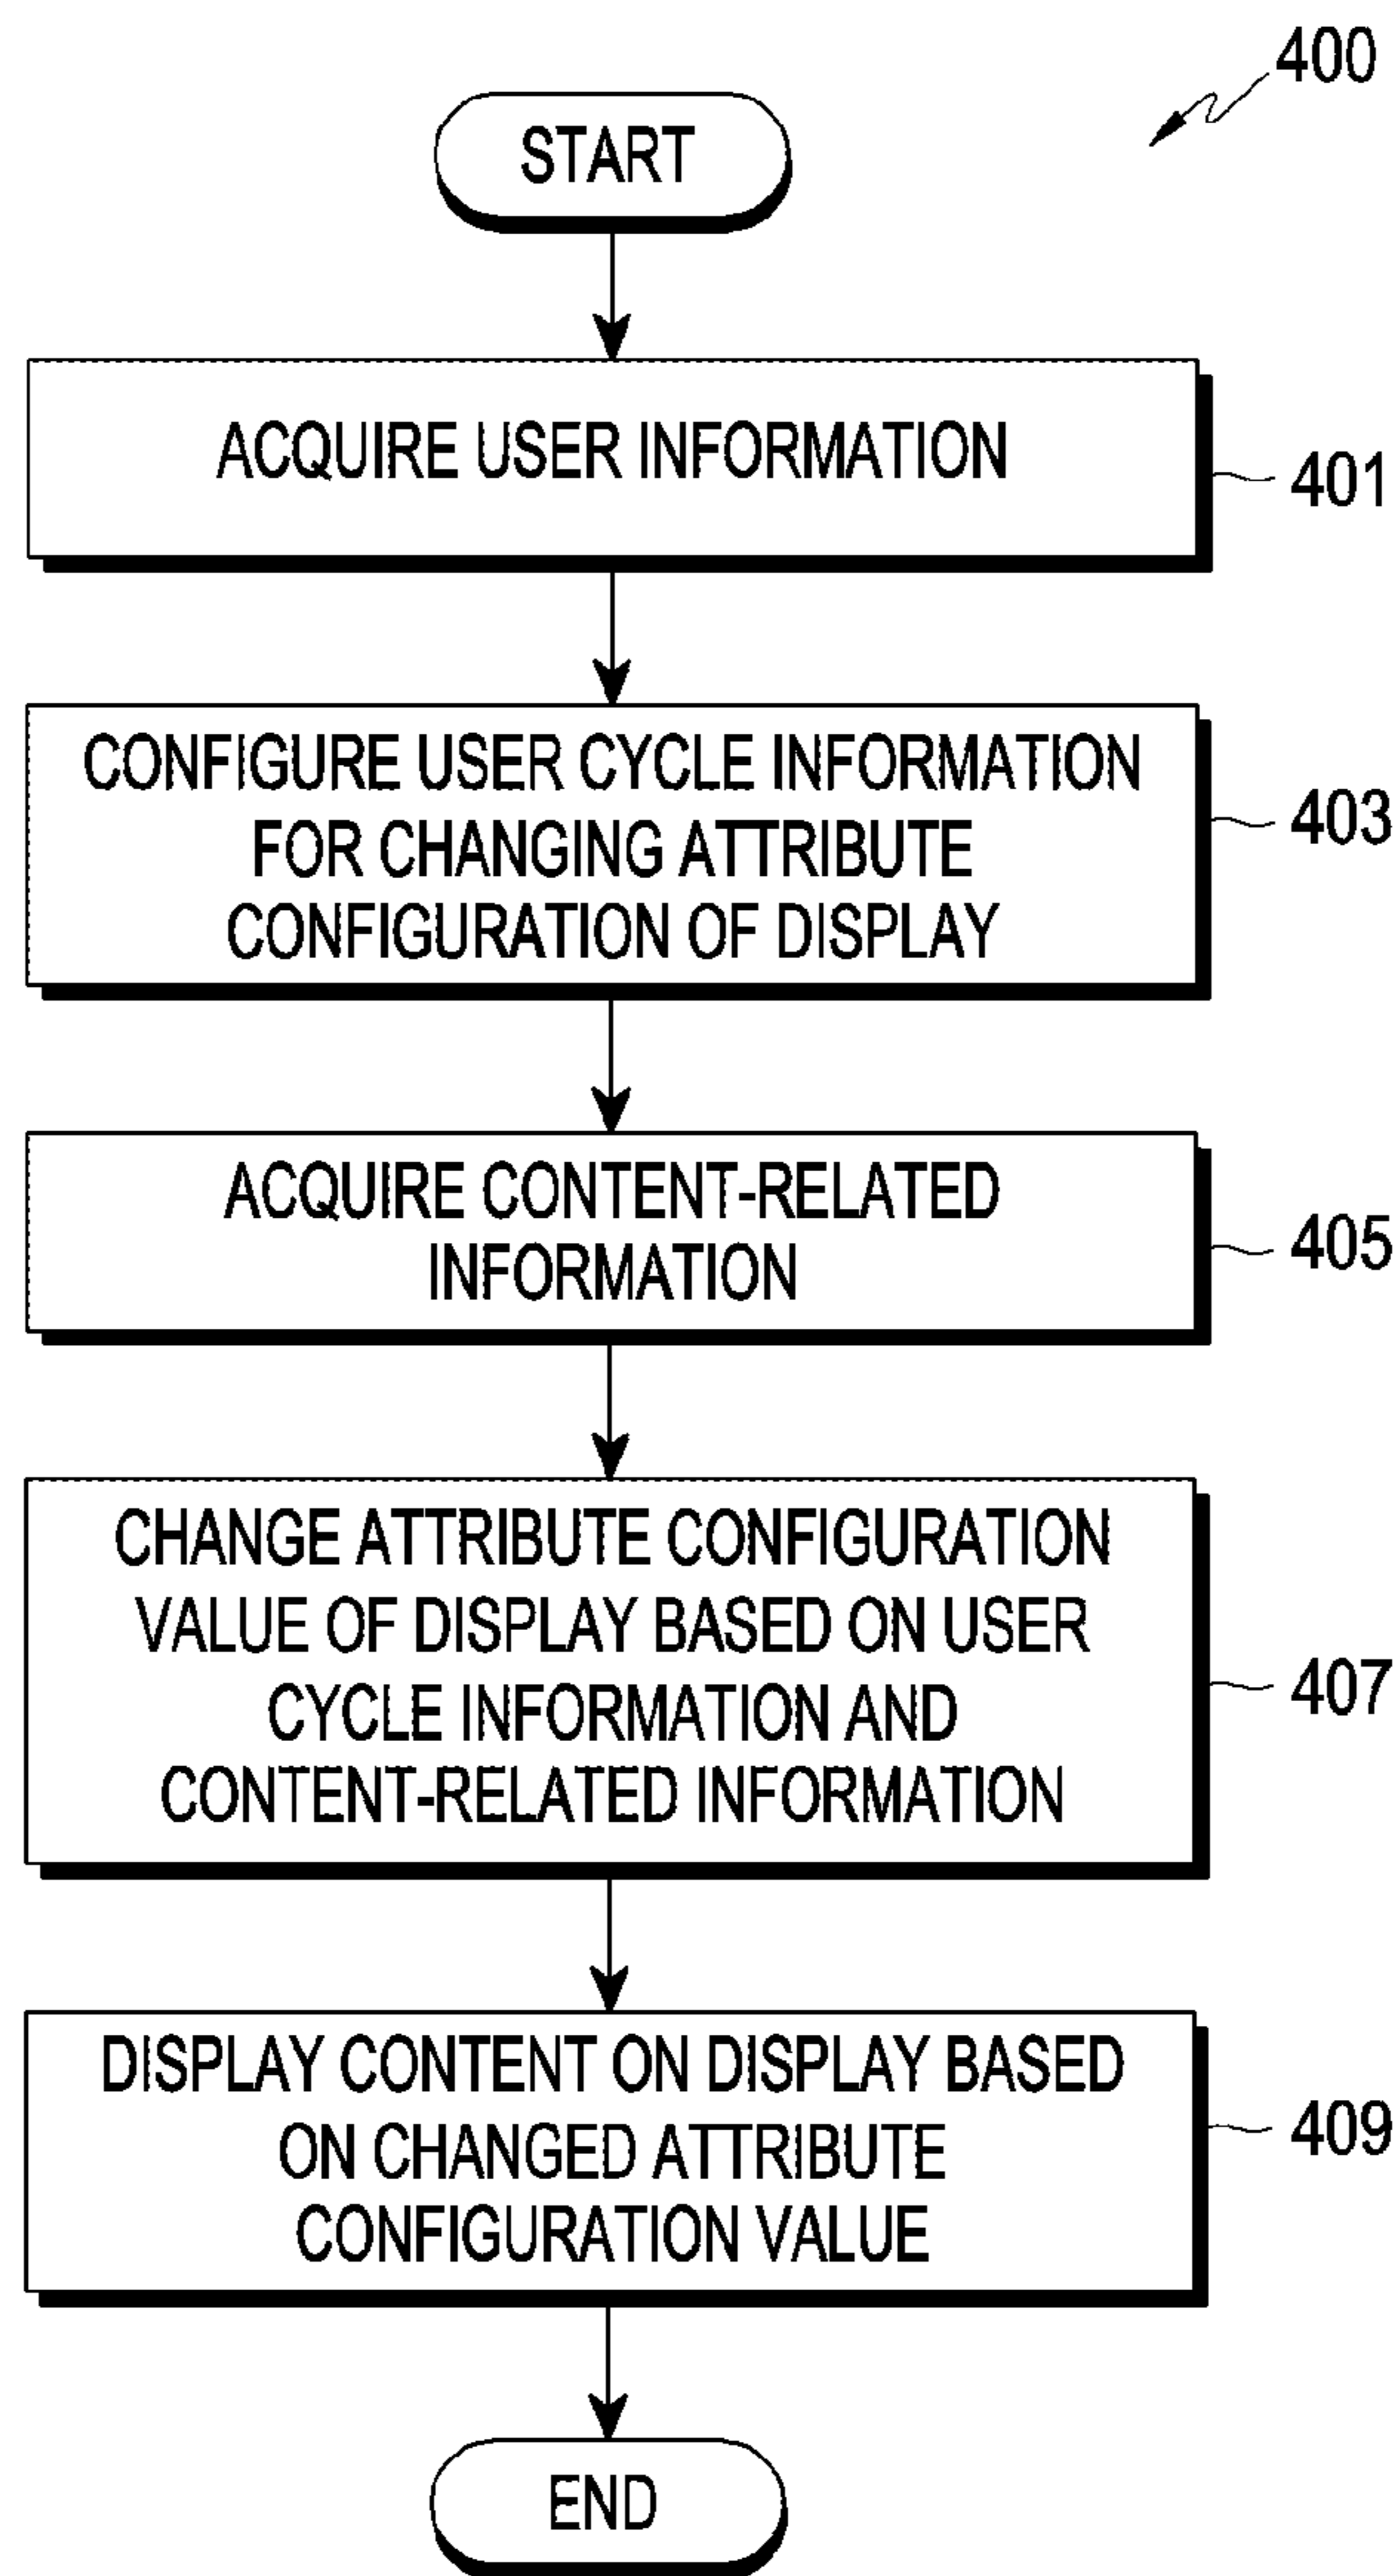 400
START
ACQUIRE USER INFORMATION
401
CONFIGURE USER CYCLE INFORMATION
FOR CHANGING ATTRIBUTE
CONFIGURATION OF DISPLAY
403
ACQUIRE CONTENT-RELATED
INFORMATION
405
CHANGE ATTRIBUTE CONFIGURATION
VALUE OF DISPLAY BASED ON USER
CYCLE INFORMATION AND
CONTENT-RELATED INFORMATION
407
DISPLAY CONTENT ON DISPLAY BASED
ON CHANGED ATTRIBUTE
CONFIGURATION VALUE
409
END